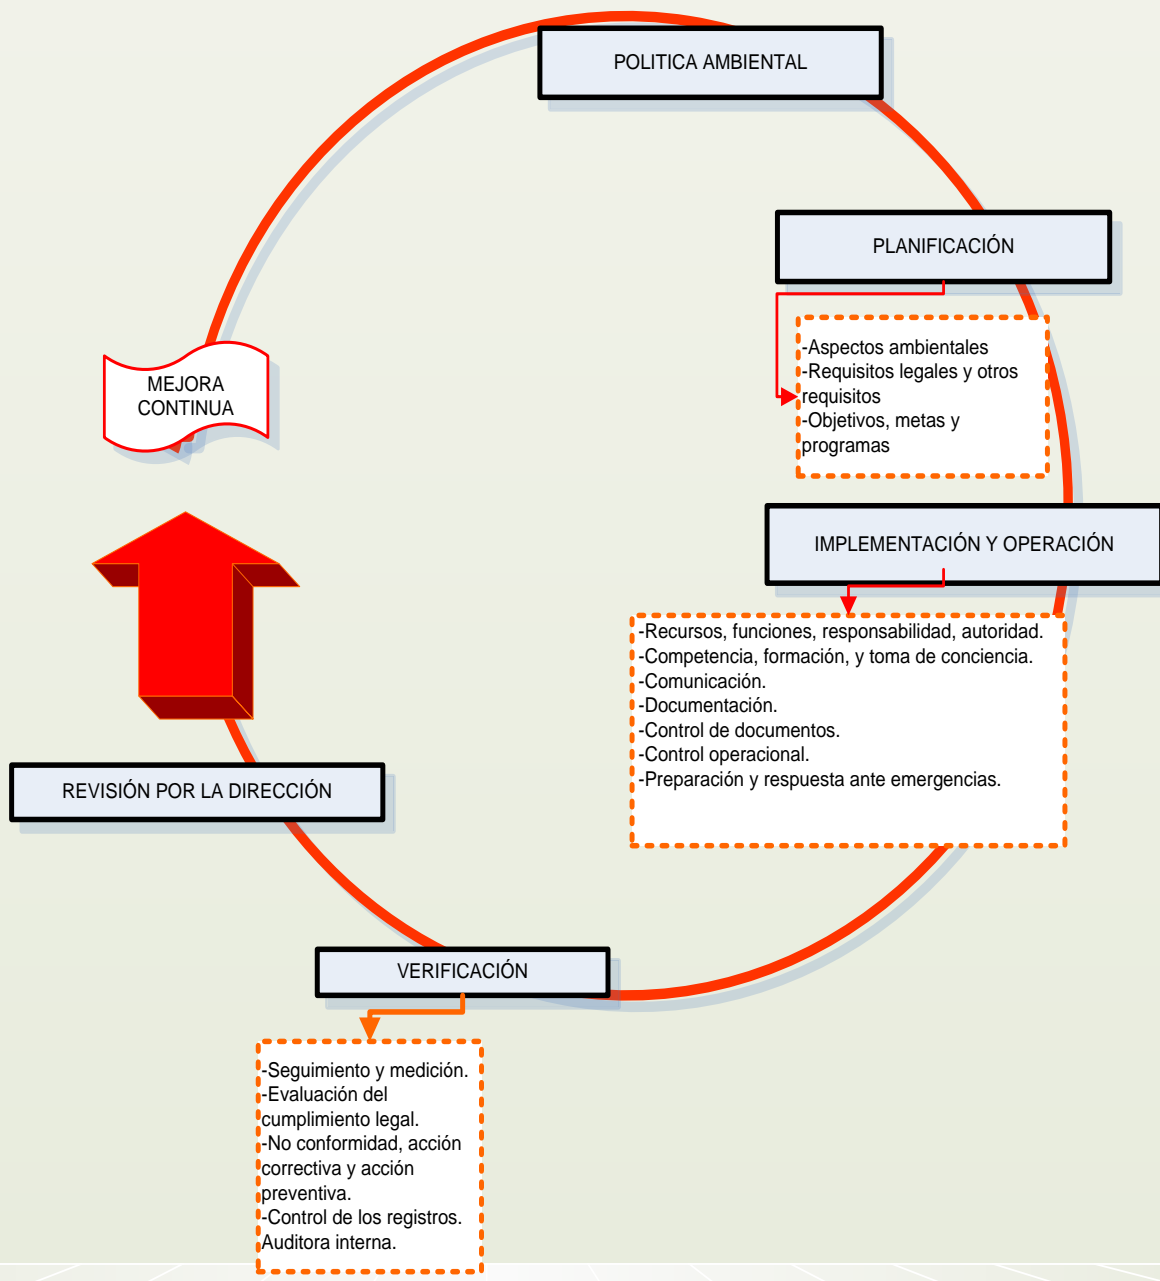 POLITICA AMBIENTAL
PLANIFICACIÓN
-Aspectos ambientales
-Requisitos legales y otros
requisitos
-Objetivos, metas y
programas
MEJORA
CONTINUA
IMPLEMENTACIÓN Y OPERACIÓN
-Recursos, funciones, responsabilidad, autoridad.
-Competencia, formación, y toma de conciencia.
-Comunicación.
-Documentación.
-Control de documentos.
-Control operacional.
-Preparación y respuesta ante emergencias.
REVISIÓN POR LA DIRECCIÓN
VERIFICACIÓN
-Seguimiento y medición.
-Evaluación del
cumplimiento legal.
-No conformidad, acción
correctiva y acción
preventiva.
-Control de los registros.
Auditora interna.